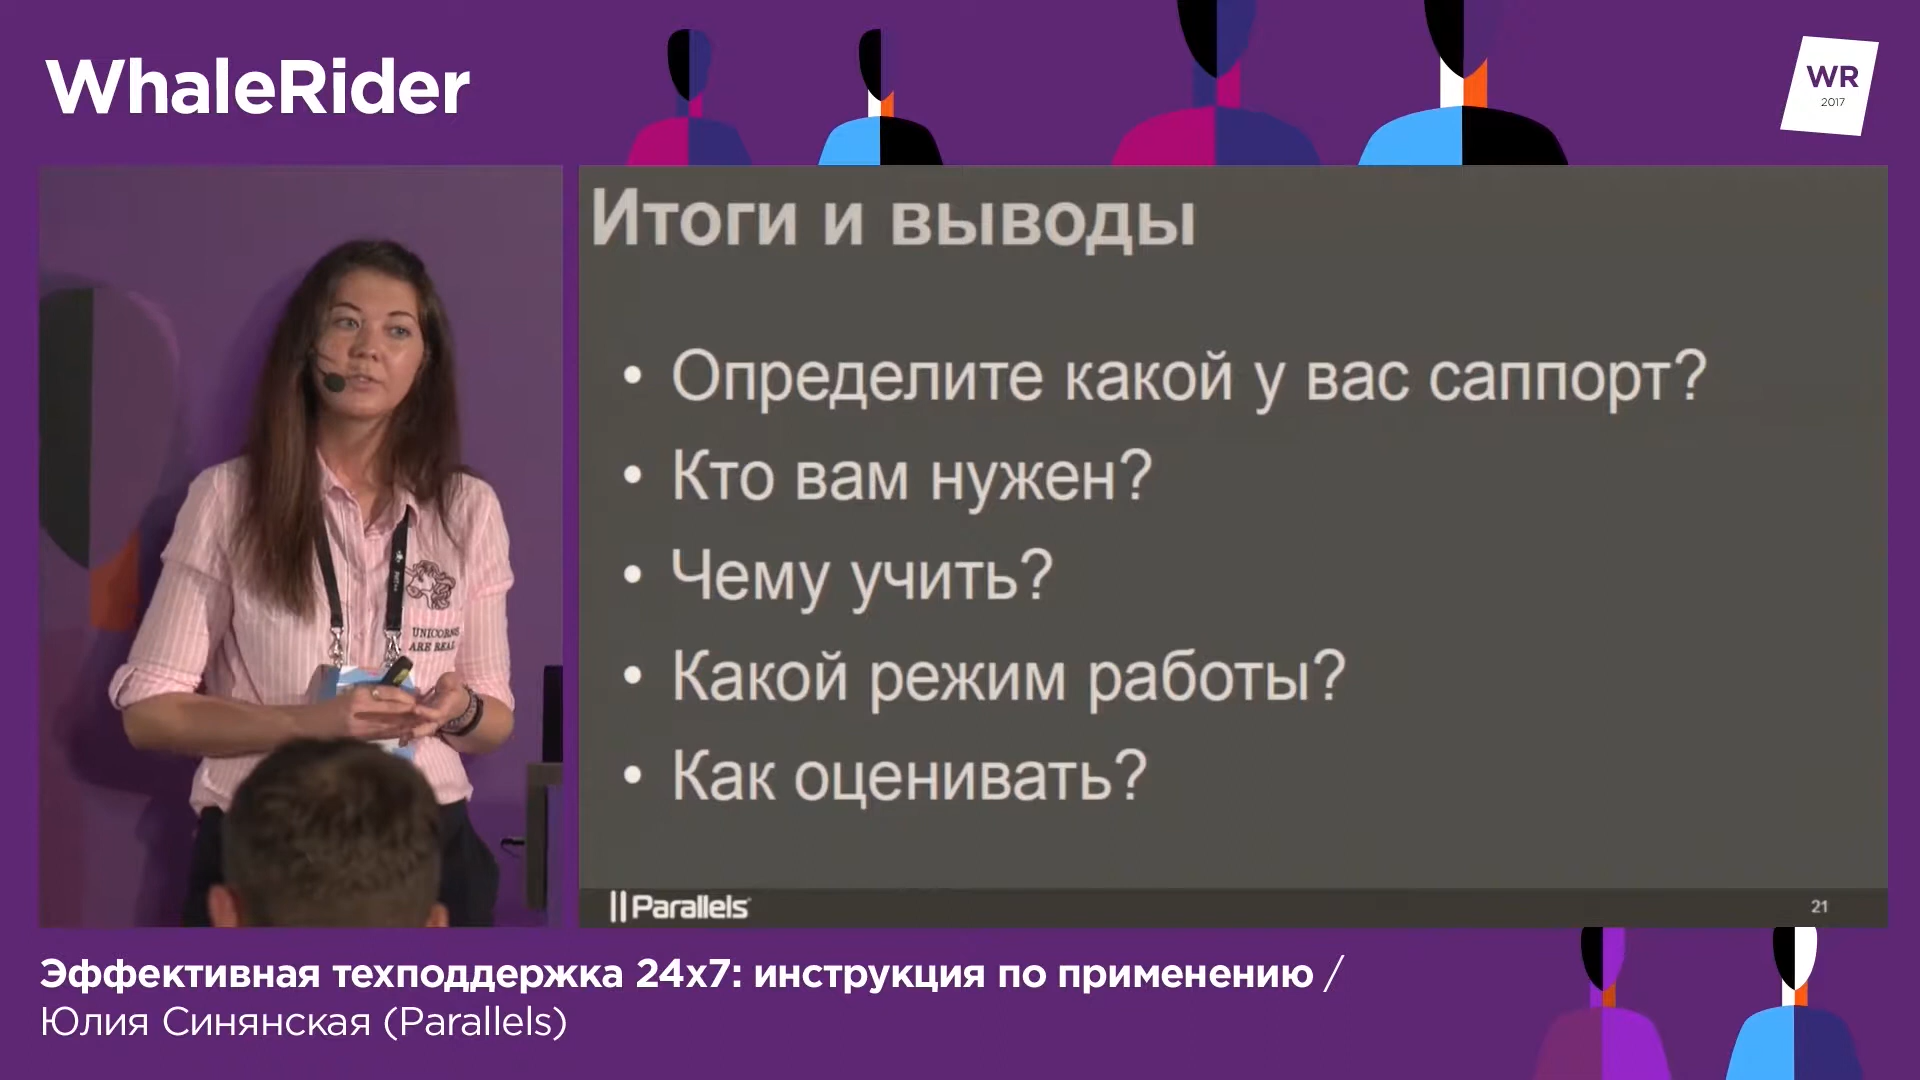 WhaleRider
WR
2017
Итоги и выводы
• Определите какой у вас саппорт?
• Кто вам нужен?
• Чему учить?
• Какой режим работы?
• Как оценивать?
UNICORNS
ARE REAL
Parallels
21
Эффективная техподдержка 24x7: инструкция по применению /
Юлия Синянская (Parallels)